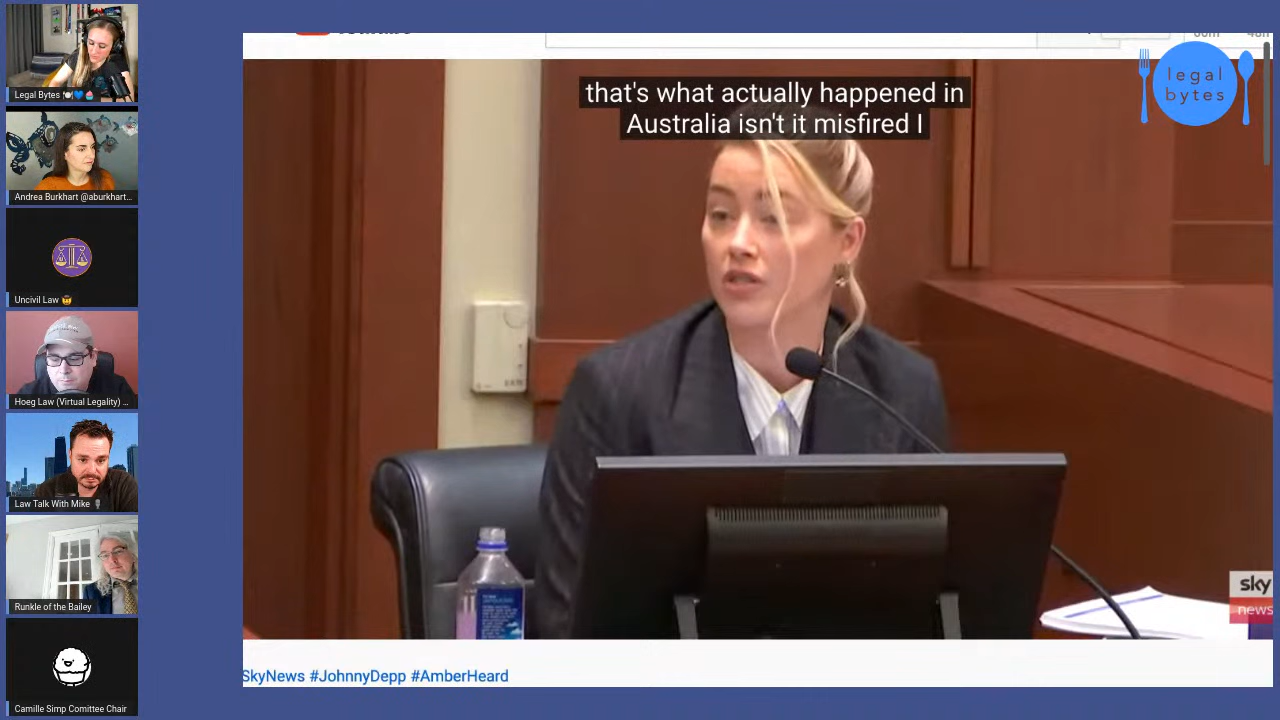 Legal Bytes 🍽️💙🧁
Andrea Burkhart @aburkhart...
Uncivil Law 🤠
Hoeg Law (Virtual Legality) ...
Law Talk With Mike 🎙️
Runkle of the Bailey
Camille Simp Comittee Chair
legal
bytes
that's what actually happened in
Australia isn't it misfired I
sky
news
SkyNews #JohnnyDepp #AmberHeard